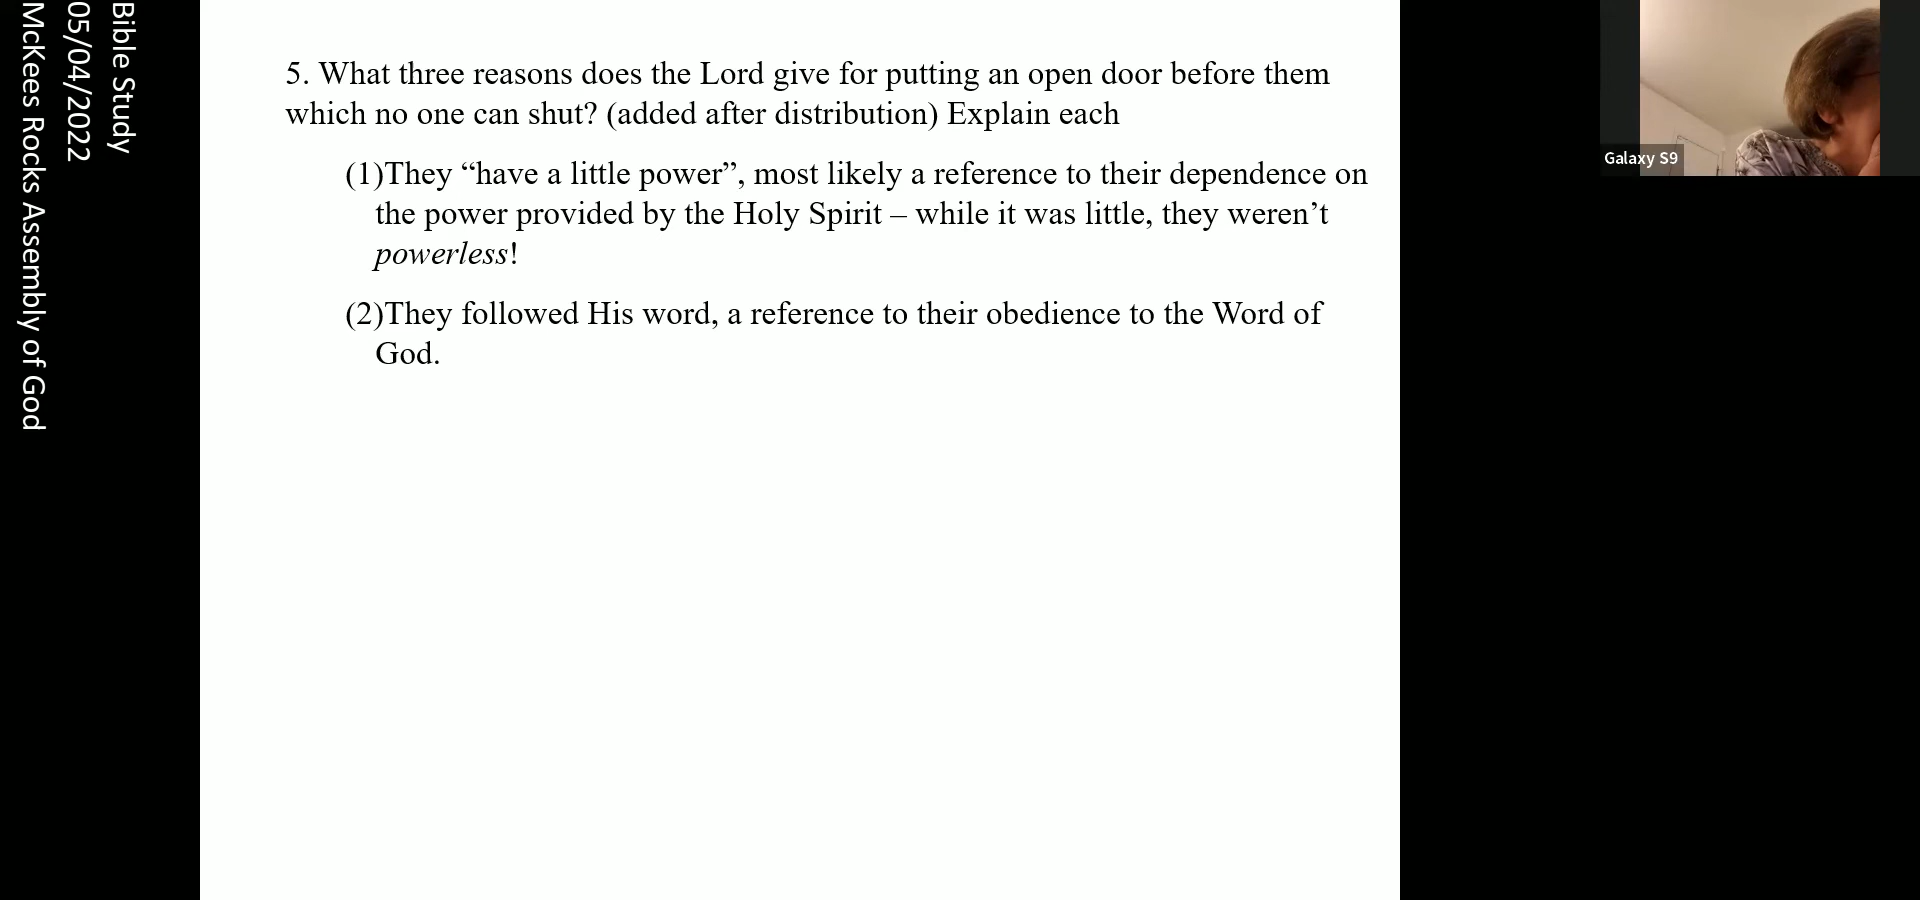 Bible Study
05/04/2022
McKees Rocks Assembly of God
5. What three reasons does the Lord give for putting an open door before them
which no one can shut? (added after distribution) Explain each
(1)They “have a little power”, most likely a reference to their dependence on
the power provided by the Holy Spirit – while it was little, they weren’t
powerless!
(2)They followed His word, a reference to their obedience to the Word of
God.
Galaxy S9